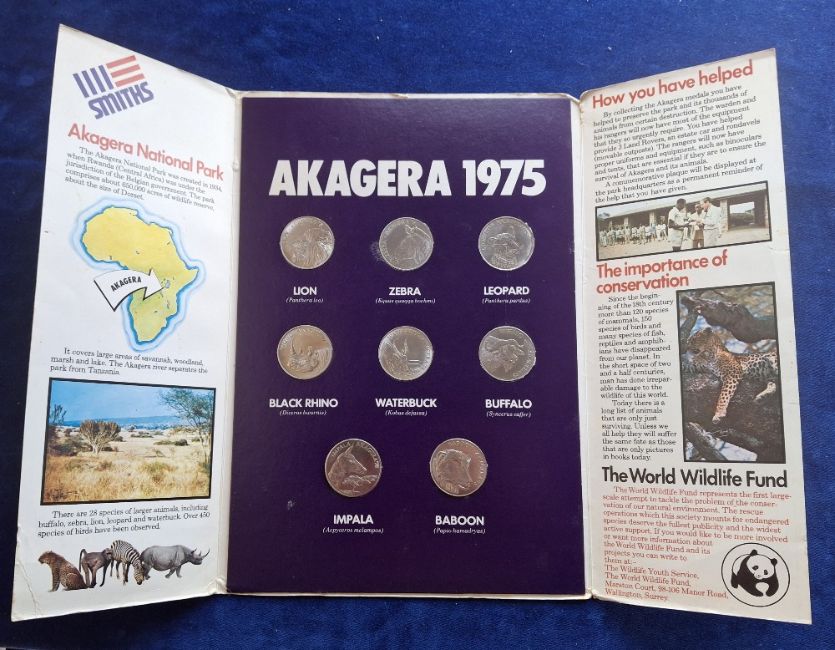 SMITHS
Akagera National Park
The Akagera National Park was created in 1934,
when Rwanda (Central Africa) was under the
jurisdiction of the Belgian government. The park
comprises about 650,000 acres of wildlife reserve,
about the size of Dorset.
AKAGERA
It covers large areas of savannah, woodland,
marsh and lake. The Akagera river separates the
park from Tanzania.
There are 28 species of larger animals, including
buffalo, zebra, lion, leopard and waterbuck. Over 450
species of birds have been observed.
AKAGERA 1975
LION
(Panthera leo)
ZEBRA
(Equus quagga boehmi)
LEOPARD
(Panthera pardus)
BLACK RHINO
(Diceros bicornis)
WATERBUCK
(Kobus defassa)
BUFFALO
(Syncerus caffer)
IMPALA
(Aepyceros melampus)
BABOON
(Papio hamadryas)
How you have helped
By collecting the Akagera medals you have
helped to preserve the park and its thousands of
animals from certain destruction. The warden and
his rangers will now have most of the equipment
that they so urgently require. You have helped
provide 3 Land Rovers, an estate car and rondavels
(movable outposts). The rangers will now have
proper uniforms and equipment, such as binoculars
and tents, that are essential if they are to ensure the
survival of Akagera and its animals.
A commemorative plaque will be displayed at
the park headquarters as a permanent reminder of
the help that you have given.
The importance of
conservation
Since the begin-
ning of the 18th century
more than 120 species
of mammals, 150
species of birds and
many species of fish,
reptiles and amphib-
ians have disappeared
from our planet. In
the short space of two
and a half centuries,
man has done irrepar-
able damage to the
wildlife of this world.
Today there is a
long list of animals
that are only just
surviving. Unless we
all help they will suffer
the same fate as those
that are only pictures
in books today.
The World Wildlife Fund
The World Wildlife Fund represents the first large-
scale attempt to tackle the problem of the conser-
vation of our natural environment. The rescue
operations which this society mounts for endangered
species deserve the fullest publicity and the widest
active support. If you would like to be more involved
or want more information about
the World Wildlife Fund and its
projects you can write to
them at:-
The Wildlife Youth Service,
The World Wildlife Fund,
Marston Court, 98-106 Manor Road,
Wallington, Surrey.